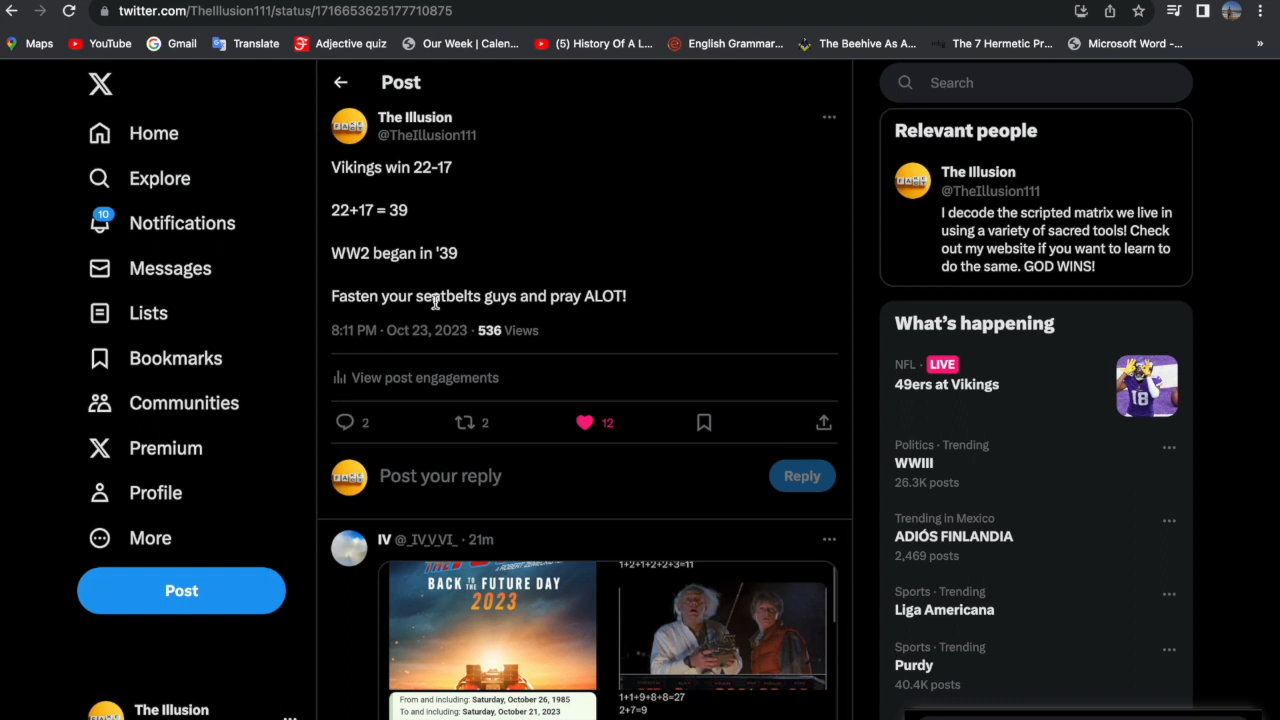 twitter.com/TheIllusion111/status/1716653625177710875
Maps
YouTube
Gmail
Translate
Adjective quiz
Our Week | Calen...
(5) History Of A L...
English Grammar...
The Beehive As A...
The 7 Hermetic Pr...
Microsoft Word -...
»
Home
Explore
10
Notifications
Messages
Lists
Bookmarks
Communities
Premium
Profile
More
Post
The Illusion
Post
The Illusion
@TheIllusion111
Vikings win 22-17
22+17 = 39
WW2 began in '39
Fasten your seatbelts guys and pray ALOT!
8:11 PM · Oct 23, 2023 · 536 Views
View post engagements
2
2
12
Post your reply
Reply
IV @_IV_V_VI_ · 21m
BACK TO THE FUTURE DAY
2023
From and including: Saturday, October 26, 1985
To and including: Saturday, October 21, 2023
1+2+1+2+2+3=11
1+1+9+8+8=27
2+7=9
Search
Relevant people
The Illusion
@TheIllusion111
I decode the scripted matrix we live in
using a variety of sacred tools! Check
out my website if you want to learn to
do the same. GOD WINS!
What's happening
NFL · LIVE
49ers at Vikings
18
Politics · Trending
WWIII
26.3K posts
Trending in Mexico
ADIÓS FINLANDIA
2,469 posts
Sports · Trending
Liga Americana
Sports · Trending
Purdy
40.4K posts